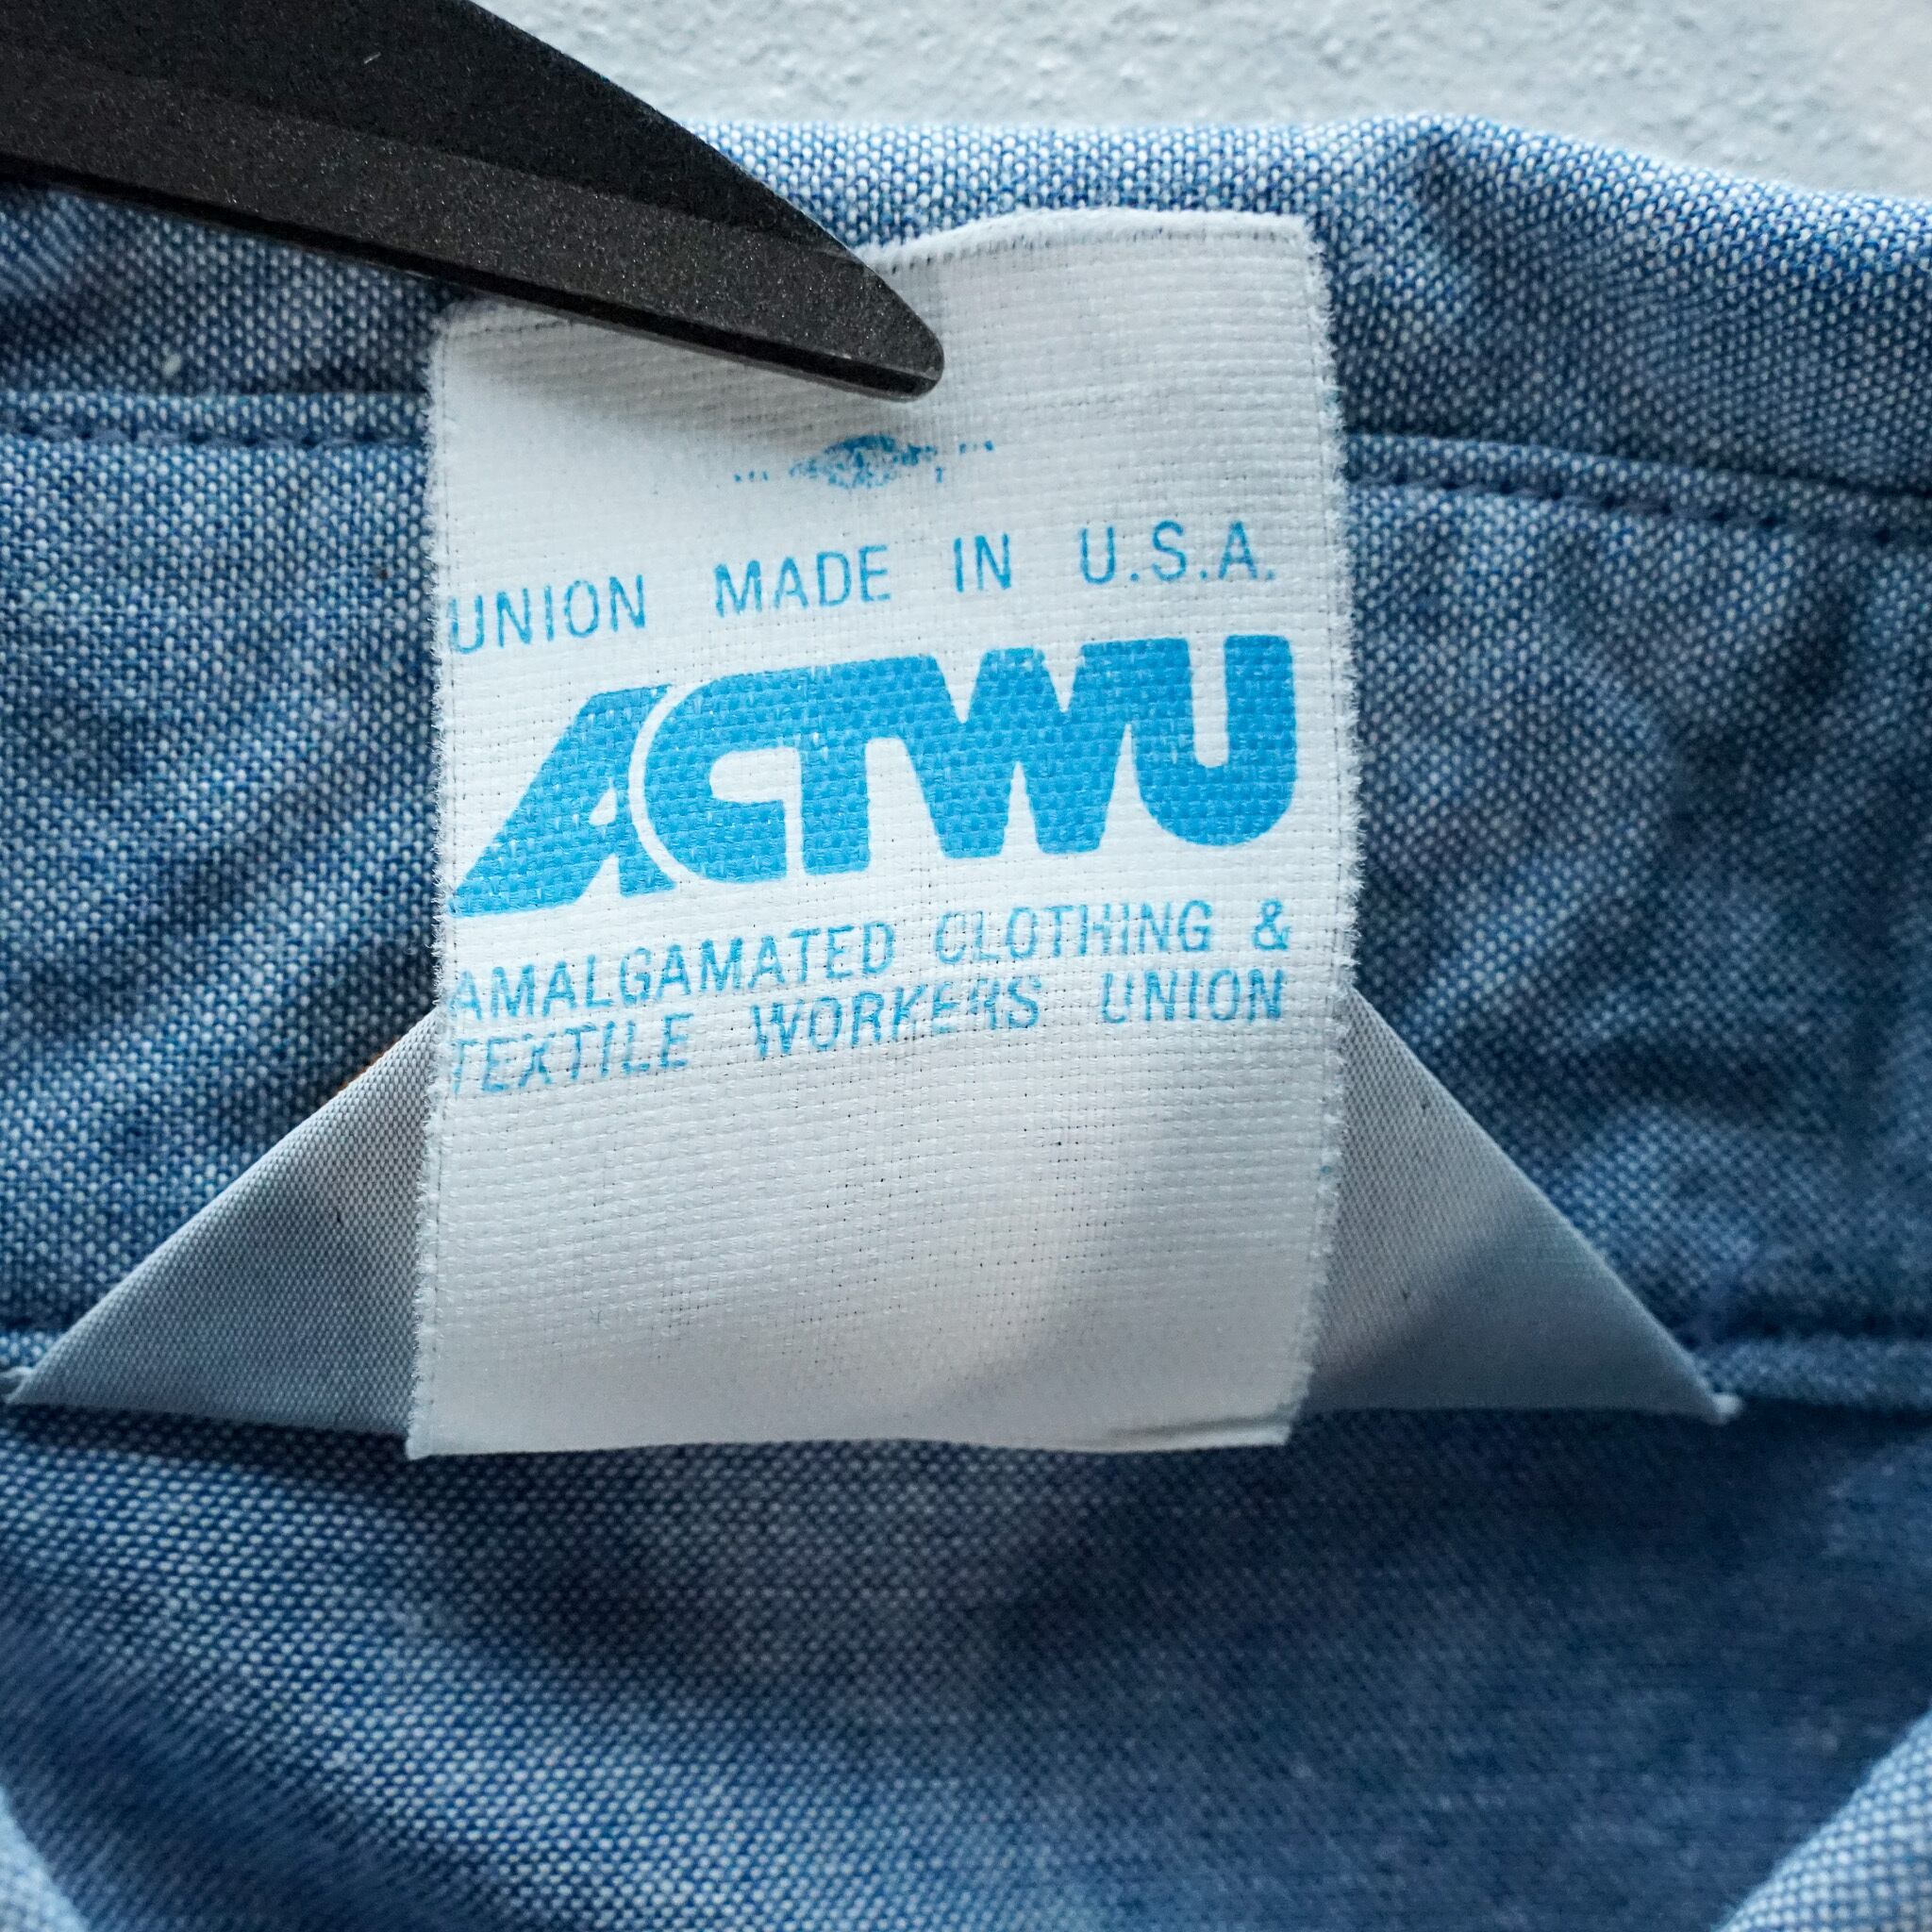 UNION MADE IN U.S.A.
ACTWU
AMALGAMATED CLOTHING &
TEXTILE WORKERS UNION